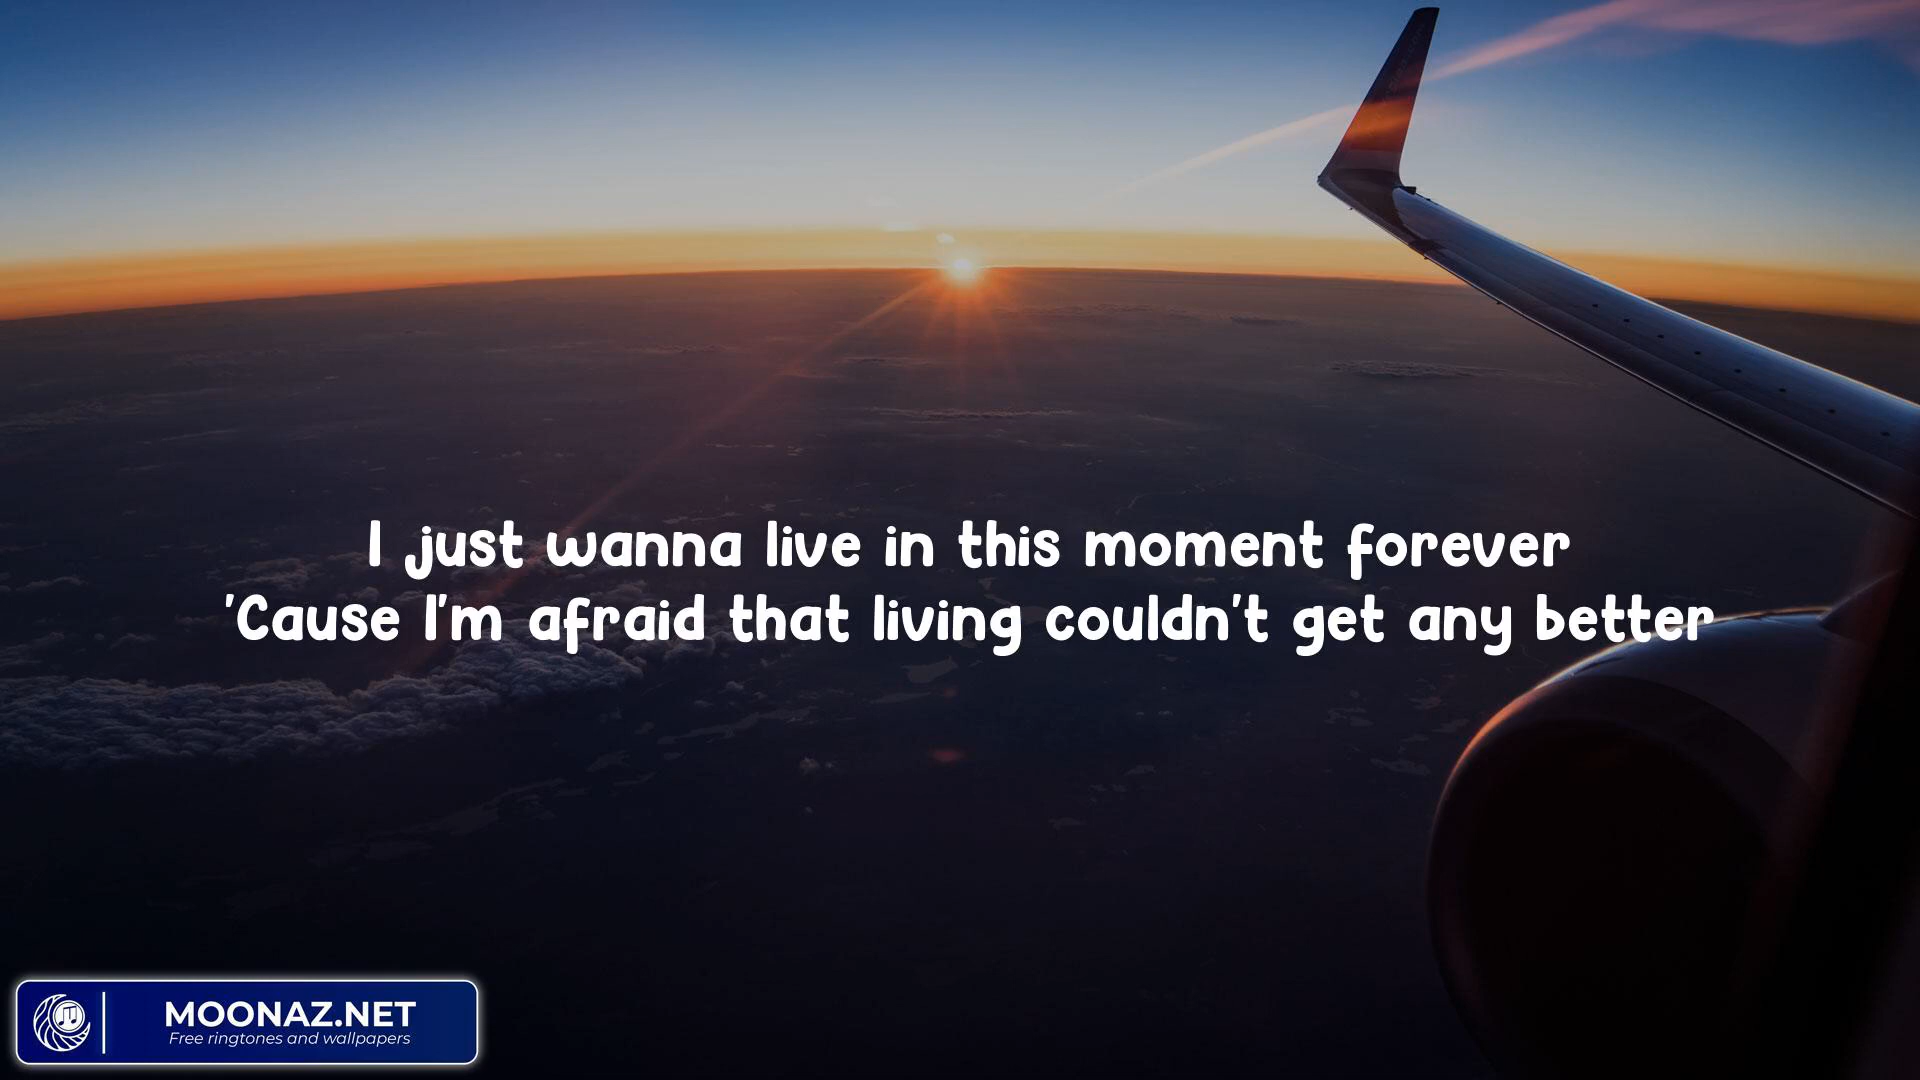 I just wanna live in this moment forever
'Cause I'm afraid that living couldn't get any better
MOONAZ.NET
Free ringtones and wallpapers